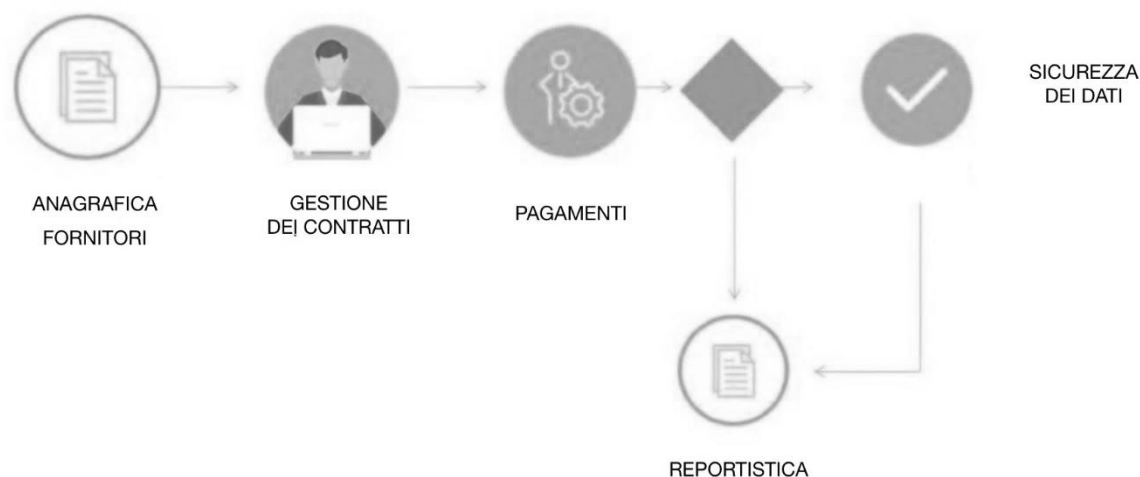 SICUREZZA
DEI DATI
ANAGRAFICA
FORNITORI
GESTIONE
DEI CONTRATTI
PAGAMENTI
REPORTISTICA